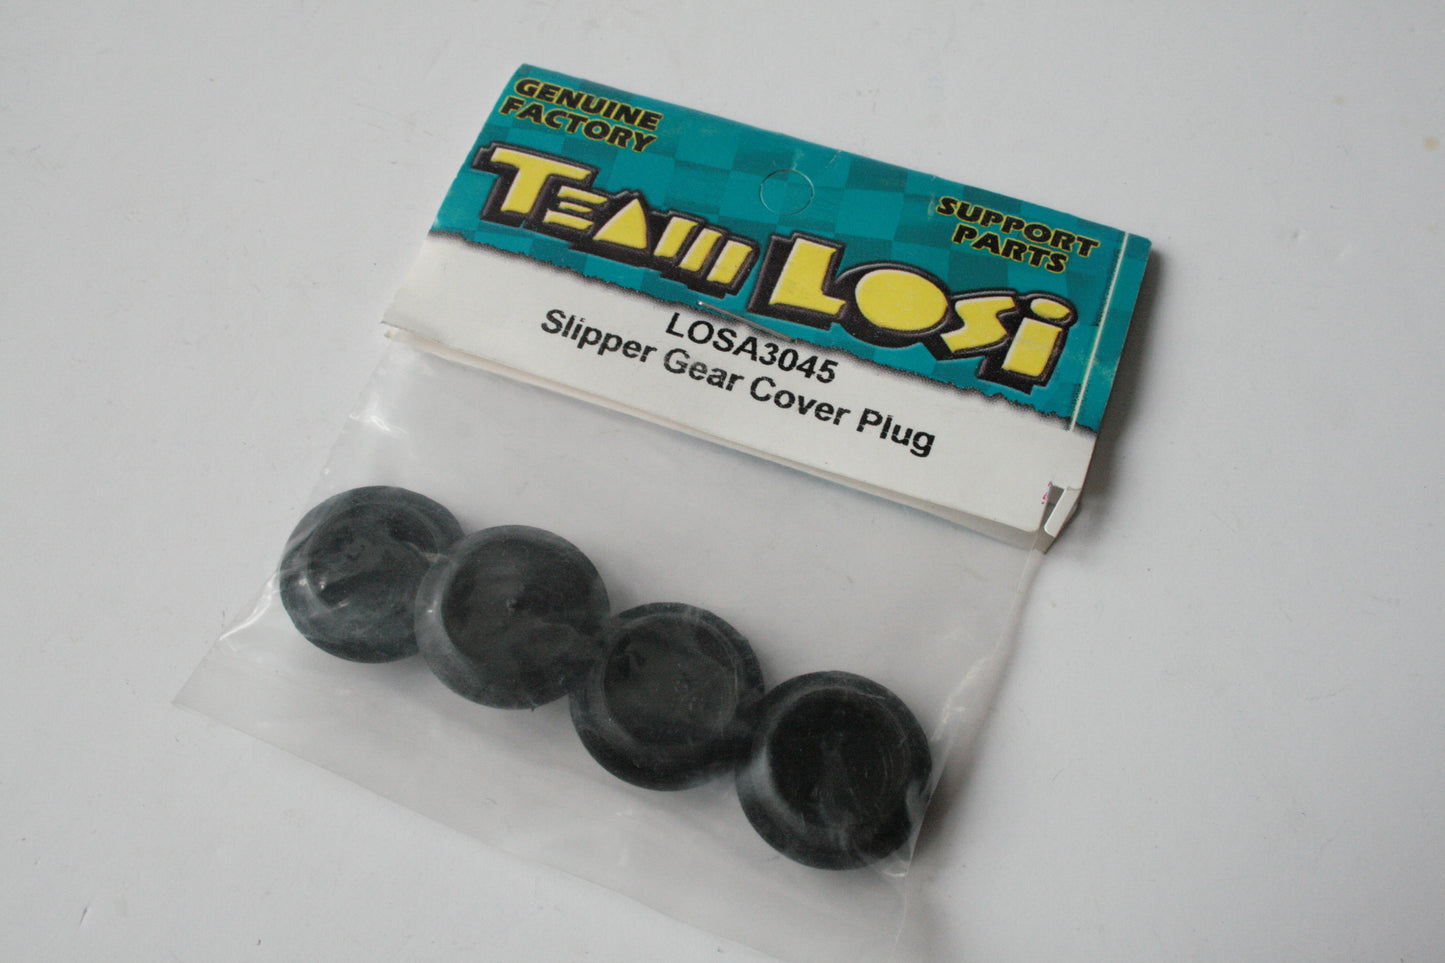 GENUINE
FACTORY
TEAM LOSI
SUPPORT
PARTS
LOSA3045
Slipper Gear Cover Plug